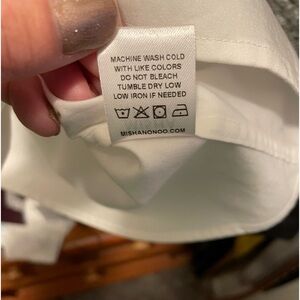 MACHINE WASH COLD
WITH LIKE COLORS
DO NOT BLEACH
TUMBLE DRY LOW
LOW IRON IF NEEDED
MISHANONOO.COM